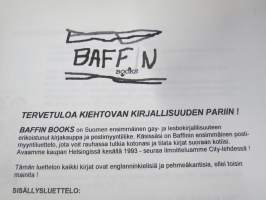 BAFFIN
BOOKS
TERVETULOA KIEHTOVAN KIRJALLISUUDEN PARIIN !
BAFFIN BOOKS on Suomen ensimmäinen gay- ja lesbokirjallisuuteen
erikoistunut kirjakauppa ja postimyyntiliike. Käsissäsi on Baffinin ensimmäinen posti-
myyntiluettelo, jota voit rauhassa tutkia kotonasi ja tilata kirjat suoraan kotiisi.
Avaamme kaupan Helsingissä kesällä 1993 - seuraa ilmoitteluamme City-lehdessä !
Tämän luettelon kaikki kirjat ovat englanninkielisiä ja pehmeäkantisia, ellei toisin
mainita !
SISÄLLYSLUETTELO: